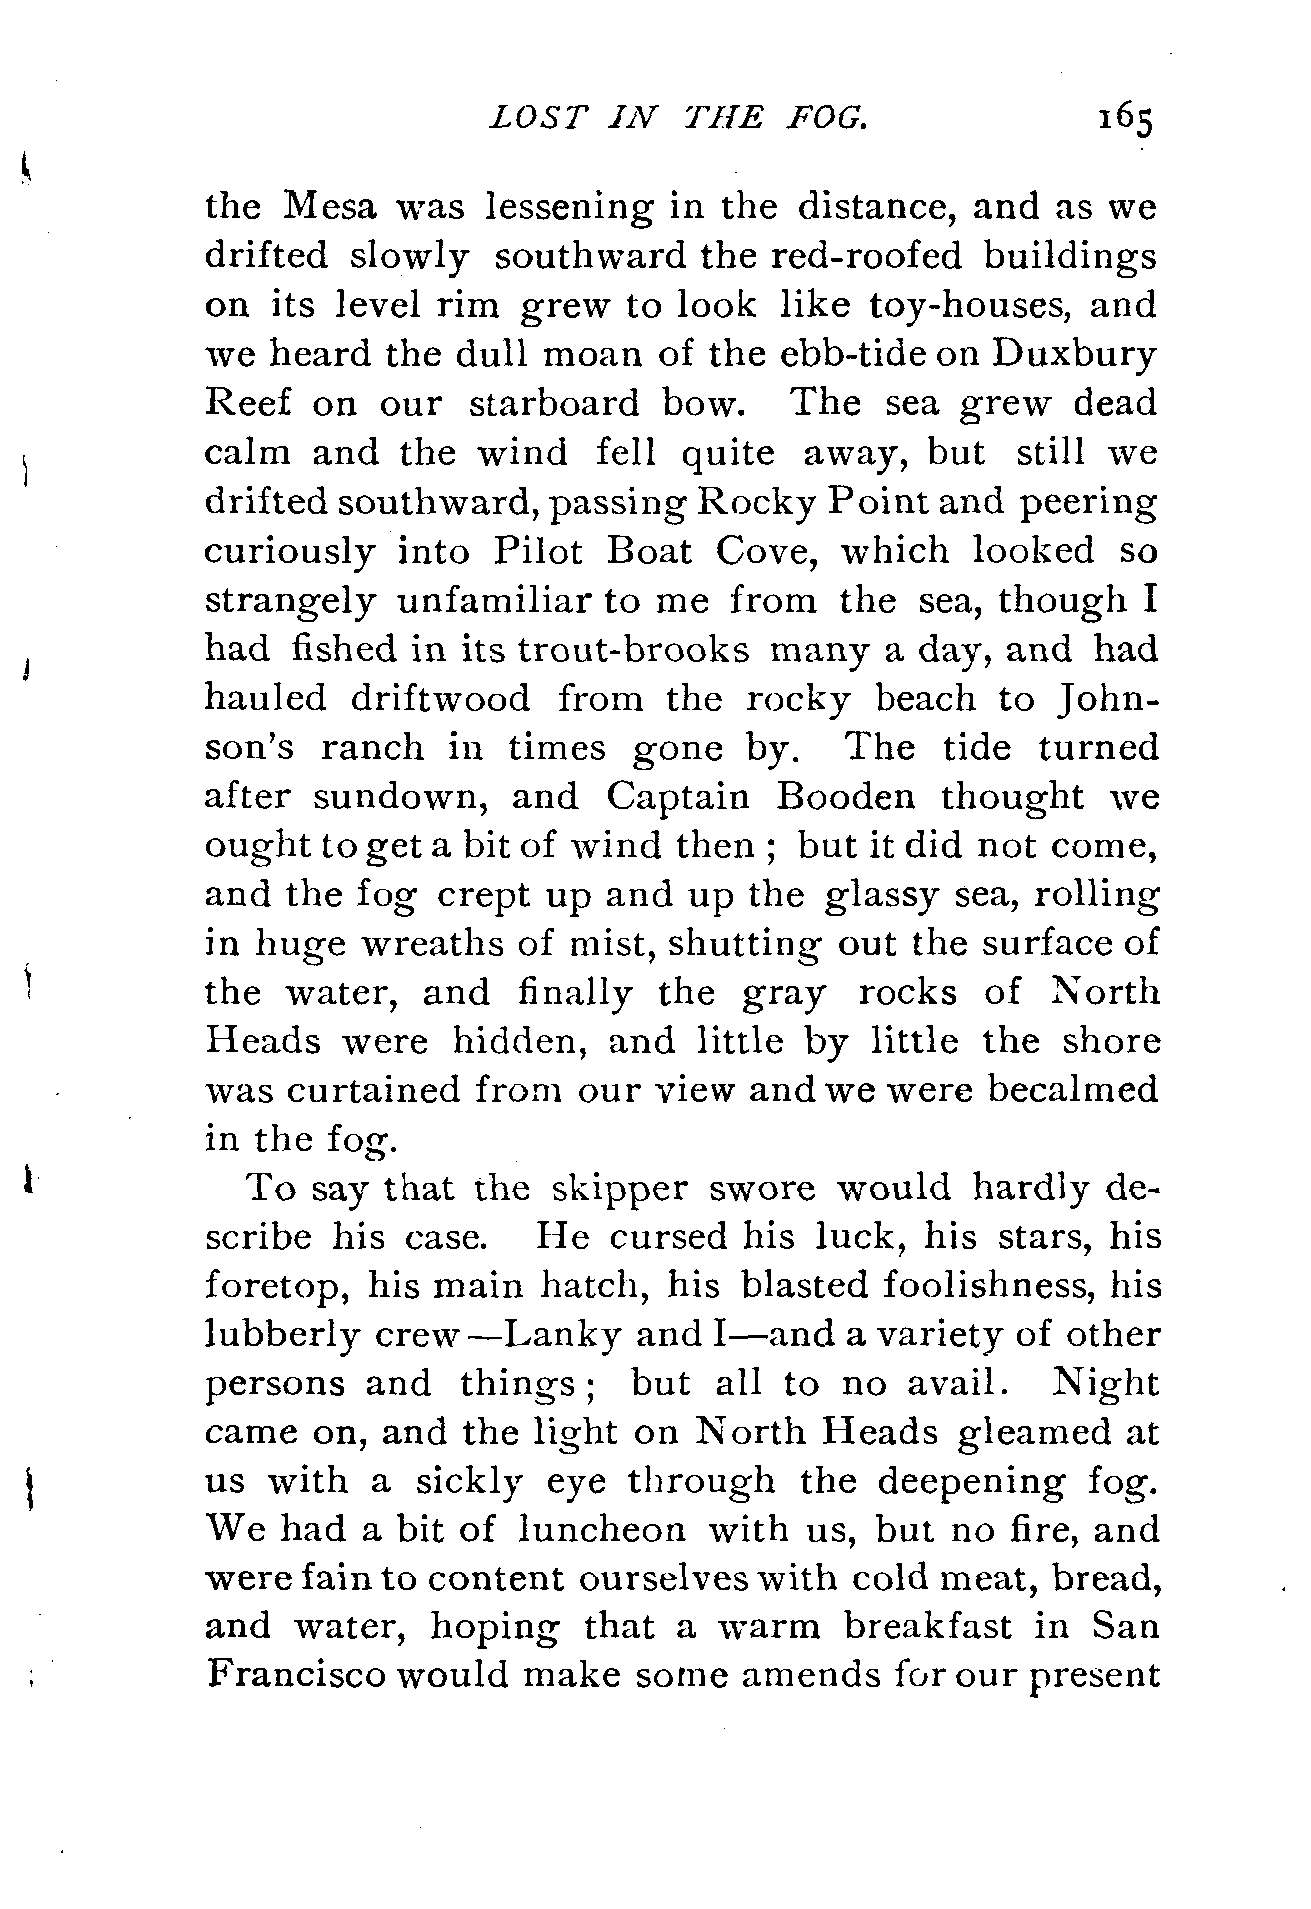 LOST IN THE FOG. 165
the Mesa was lessening in the distance, and as we
drifted slowly southward the red-roofed buildings
on its level rim grew to look like toy-houses, and
we heard the dull moan of the ebb-tide on Duxbury
Reef on our starboard bow. The sea grew dead
calm and the wind fell quite away, but still we
drifted southward, passing Rocky Point and peering
curiously into Pilot Boat Cove, which looked so
strangely unfamiliar to me from the sea, though I
had fished in its trout-brooks many a day, and had
hauled driftwood from the rocky beach to John-
son's ranch in times gone by. The tide turned
after sundown, and Captain Booden thought we
ought to get a bit of wind then ; but it did not come,
and the fog crept up and up the glassy sea, rolling
in huge wreaths of mist, shutting out the surface of
the water, and finally the gray rocks of North
Heads were hidden, and little by little the shore
was curtained from our view and we were becalmed
in the fog.
To say that the skipper swore would hardly de-
scribe his case. He cursed his luck, his stars, his
foretop, his main hatch, his blasted foolishness, his
lubberly crew—Lanky and I—and a variety of other
persons and things ; but all to no avail. Night
came on, and the light on North Heads gleamed at
us with a sickly eye through the deepening fog.
We had a bit of luncheon with us, but no fire, and
were fain to content ourselves with cold meat, bread,
and water, hoping that a warm breakfast in San
Francisco would make some amends for our present